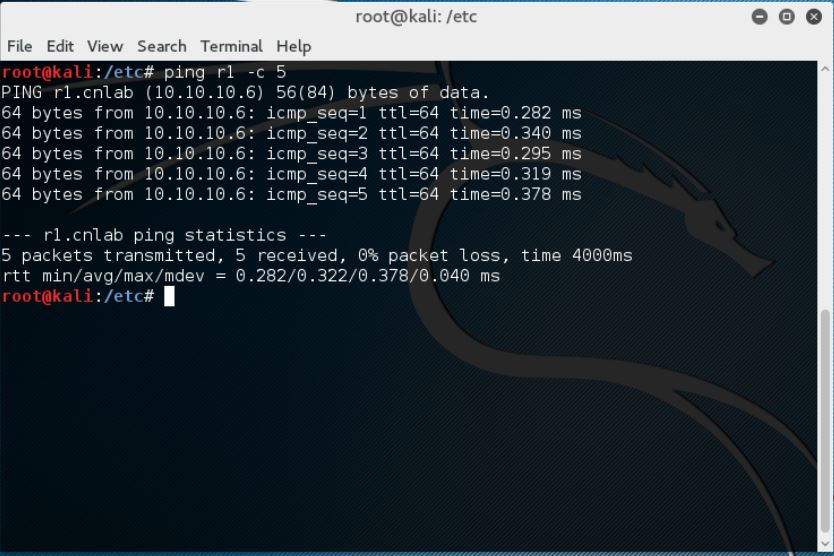 root@kali: /etc
File Edit View Search Terminal Help
root@kali:/etc# ping r1 -c 5
PING r1.cnlab (10.10.10.6) 56(84) bytes of data.
64 bytes from 10.10.10.6: icmp_seq=1 ttl=64 time=0.282 ms
64 bytes from 10.10.10.6: icmp_seq=2 ttl=64 time=0.340 ms
64 bytes from 10.10.10.6: icmp_seq=3 ttl=64 time=0.295 ms
64 bytes from 10.10.10.6: icmp_seq=4 ttl=64 time=0.319 ms
64 bytes from 10.10.10.6: icmp_seq=5 ttl=64 time=0.378 ms
--- r1.cnlab ping statistics ---
5 packets transmitted, 5 received, 0% packet loss, time 4000ms
rtt min/avg/max/mdev = 0.282/0.322/0.378/0.040 ms
root@kali:/etc#